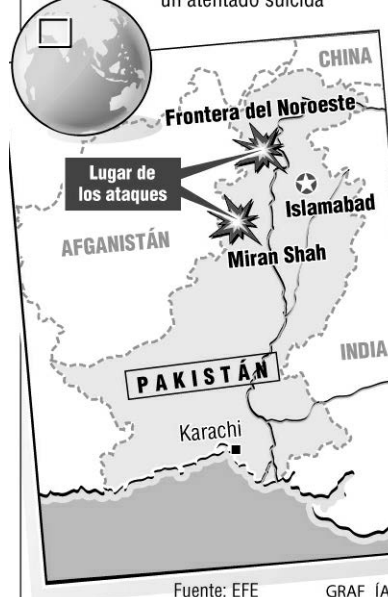 un atentado suicida
CHINA
Frontera del Noroeste
Lugar de
los ataques
Islamabad
AFGANISTÁN
Miran Shah
INDIA
PAKISTÁN
Karachi
Fuente: EFE
GRAF ÍA